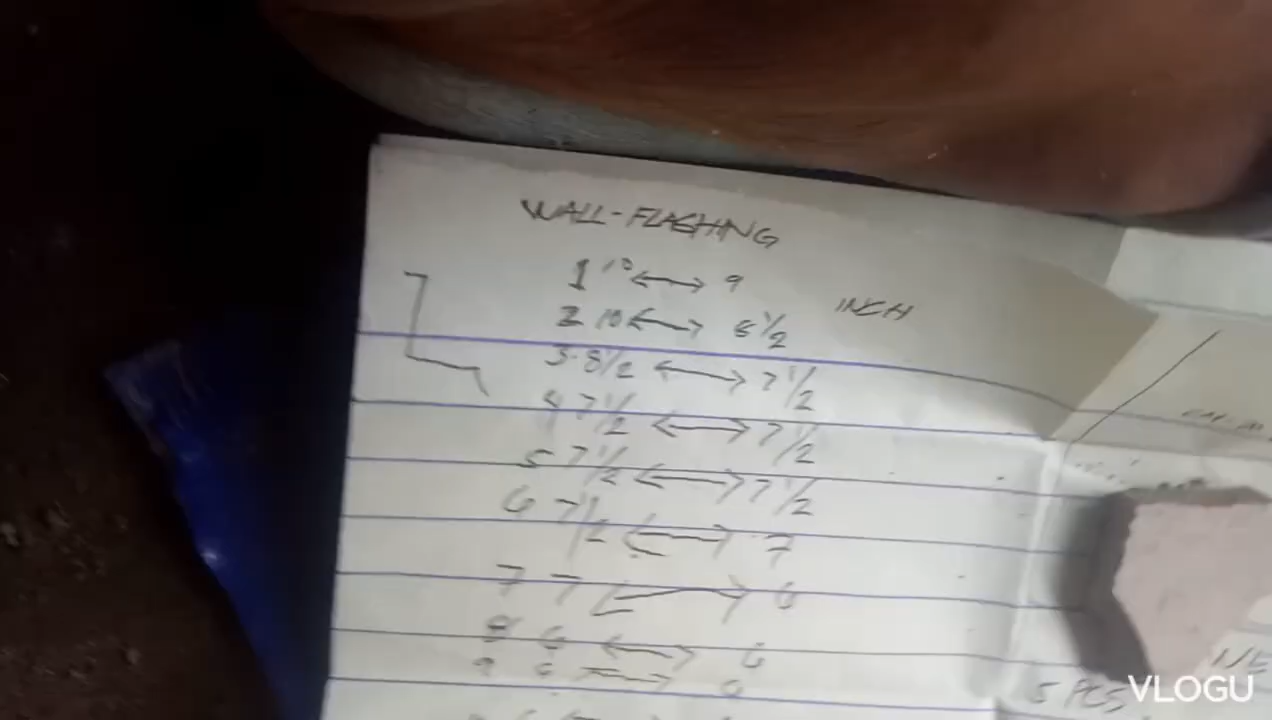 WALL-FLASHING
1 10 ↔ 9
INCH
2 10 ↔ 8 1/2
3. 8 1/2 ↔ 7 1/2
4 7 1/2 ↔ 7 1/2
5 7 1/2 ↔ 7 1/2
6 7 1/2 ↔ 7
7 7 ↔ 6
8 6 ↔ 6
9 6 ↔ 6
5 PCS
VLOGU